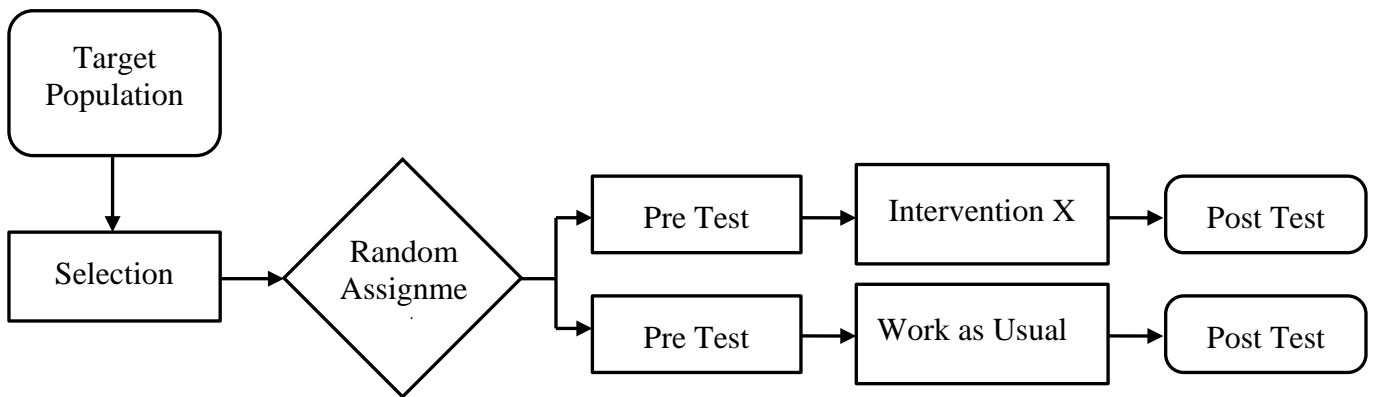 Target
Population
Selection
Random
Assignme
Pre Test
Intervention X
Post Test
Pre Test
Work as Usual
Post Test